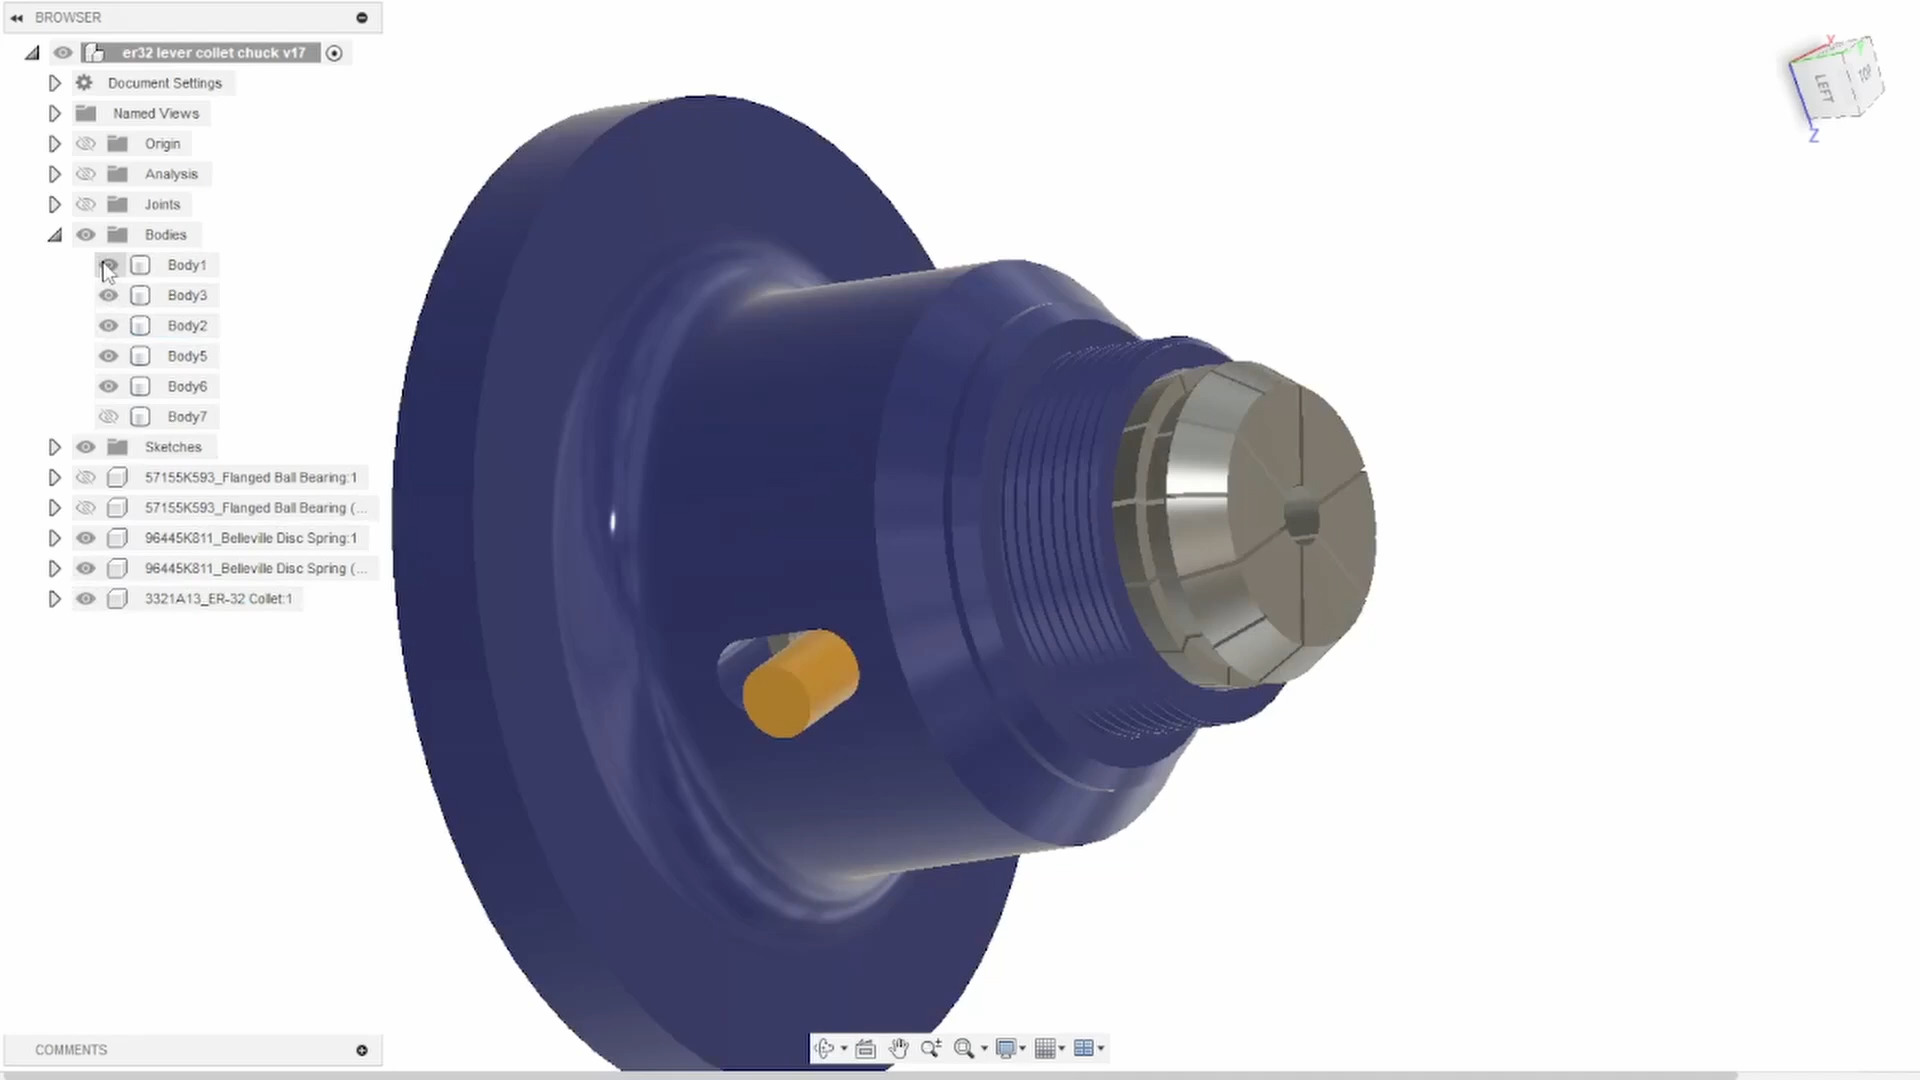 BROWSER
er32 lever collet chuck v17
Document Settings
Named Views
Origin
Analysis
Joints
Bodies
Body1
Body3
Body2
Body5
Body6
Body7
Sketches
57155K593_Flanged Ball Bearing:1
57155K593_Flanged Ball Bearing (...
96445K811_Belleville Disc Spring:1
96445K811_Belleville Disc Spring (...
3321A13_ER-32 Collet:1
COMMENTS
X
Y
LEFT
TOP
Z